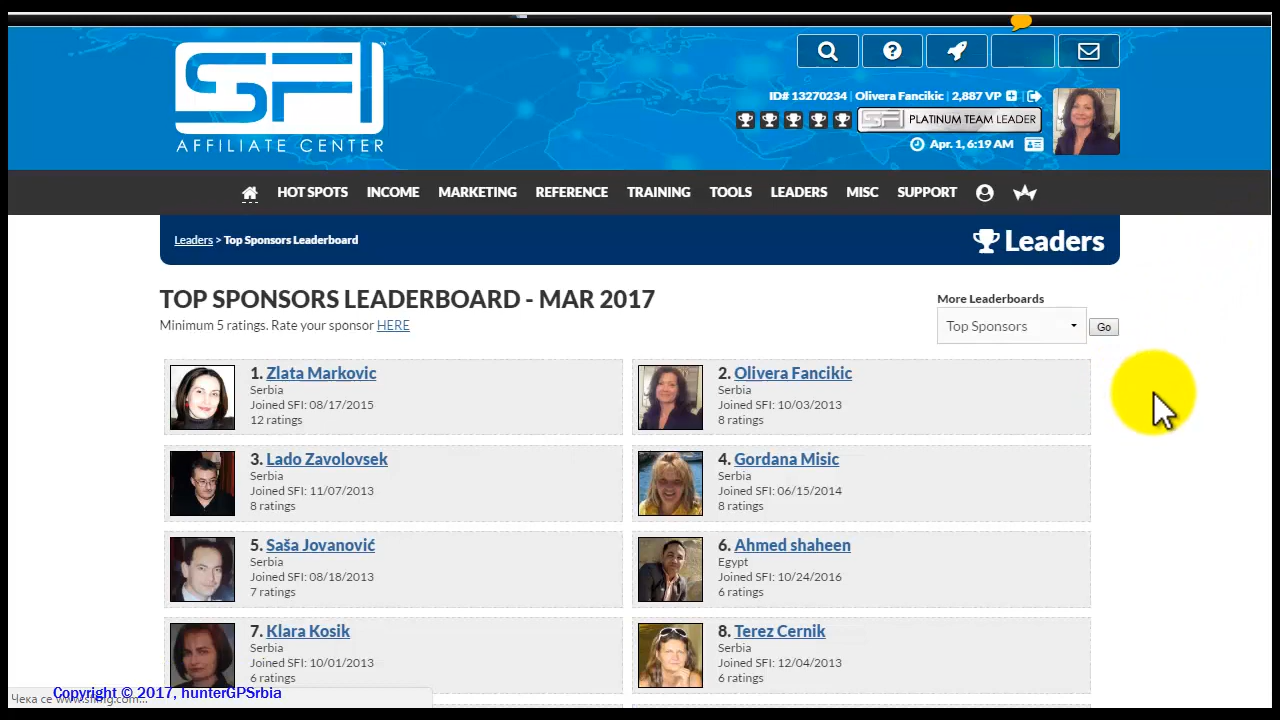 SFI
AFFILIATE CENTER
ID# 13270234 | Olivera Fancikic | 2,887 VP
SFI PLATINUM TEAM LEADER
Apr. 1, 6:19 AM
HOT SPOTS INCOME MARKETING REFERENCE TRAINING TOOLS LEADERS MISC SUPPORT
Leaders > Top Sponsors Leaderboard
Leaders
TOP SPONSORS LEADERBOARD - MAR 2017
Minimum 5 ratings. Rate your sponsor HERE
More Leaderboards
Top Sponsors
Go
1. Zlata Markovic
Serbia
Joined SFI: 08/17/2015
12 ratings
2. Olivera Fancikic
Serbia
Joined SFI: 10/03/2013
8 ratings
3. Lado Zavolovsek
Serbia
Joined SFI: 11/07/2013
8 ratings
4. Gordana Misic
Serbia
Joined SFI: 06/15/2014
8 ratings
5. Saša Jovanović
Serbia
Joined SFI: 08/18/2013
7 ratings
6. Ahmed shaheen
Egypt
Joined SFI: 10/24/2016
6 ratings
7. Klara Kosik
Serbia
Joined SFI: 10/01/2013
6 ratings
8. Terez Cernik
Serbia
Joined SFI: 12/04/2013
6 ratings
Copyright © 2017, hunterGPSrbia
Чека се